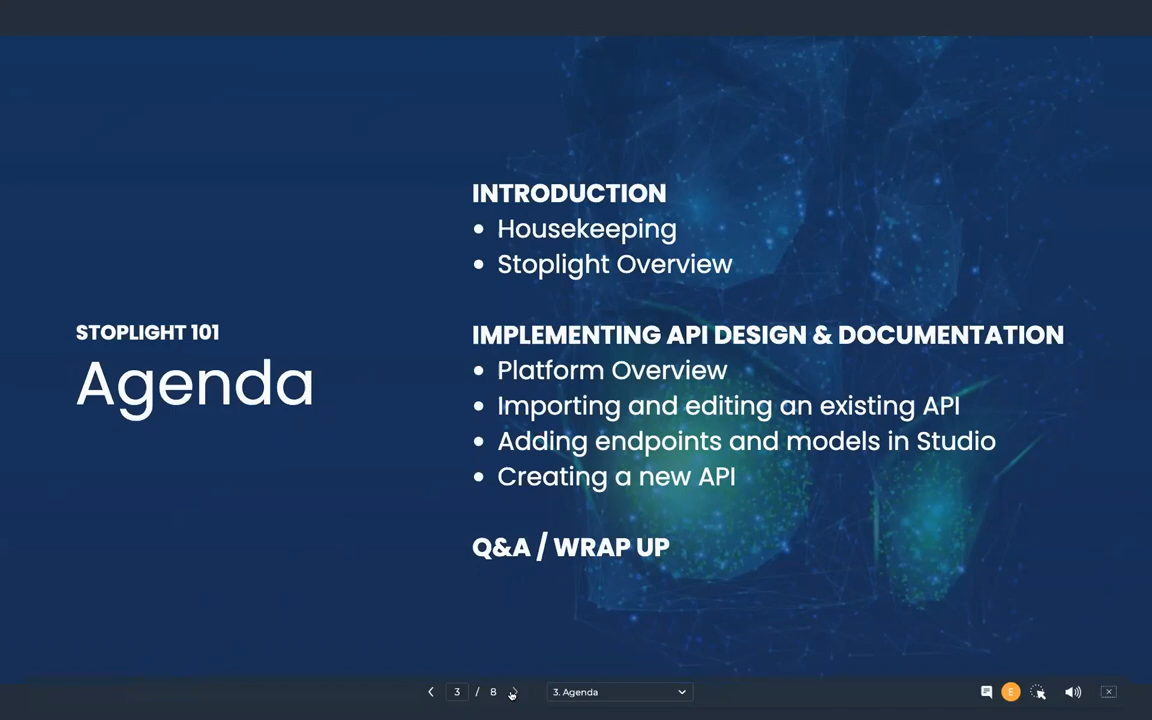 STOPLIGHT 101
Agenda
INTRODUCTION
• Housekeeping
• Stoplight Overview
IMPLEMENTING API DESIGN & DOCUMENTATION
• Platform Overview
• Importing and editing an existing API
• Adding endpoints and models in Studio
• Creating a new API
Q&A / WRAP UP
3 / 8
3. Agenda
E